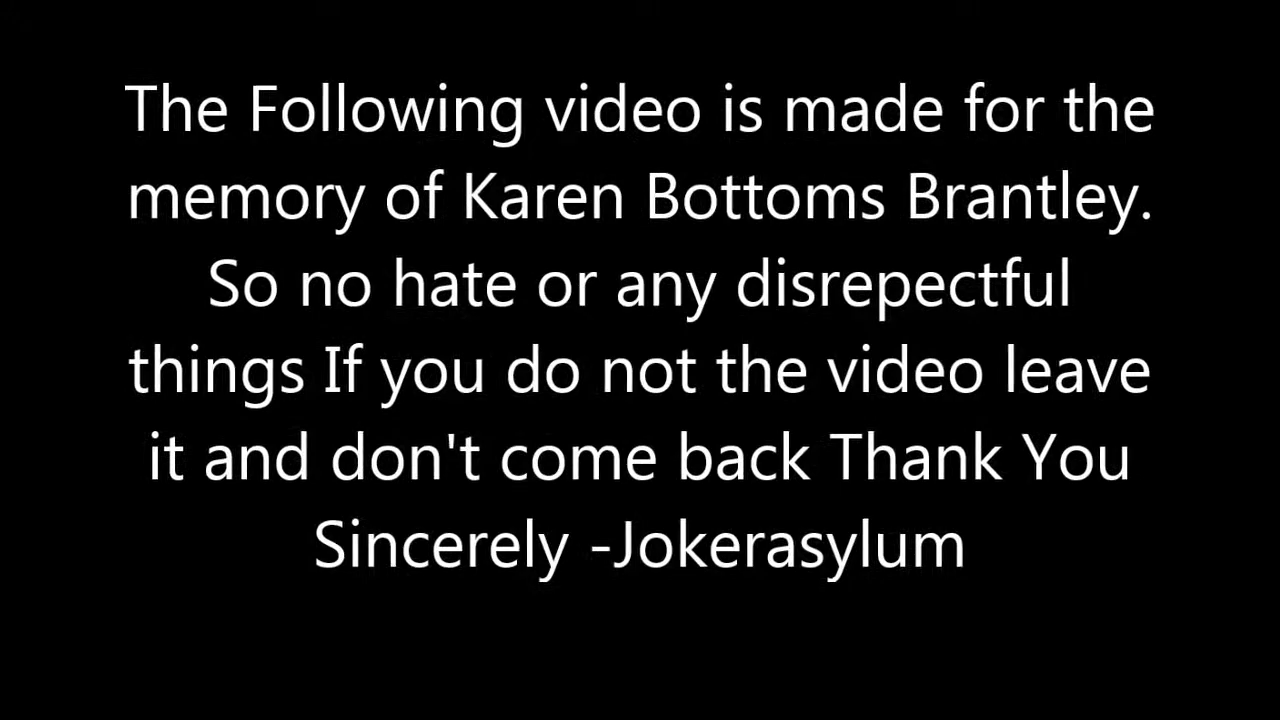 The Following video is made for the
memory of Karen Bottoms Brantley.
So no hate or any disrepectful
things If you do not the video leave
it and don't come back Thank You
Sincerely -Jokerasylum